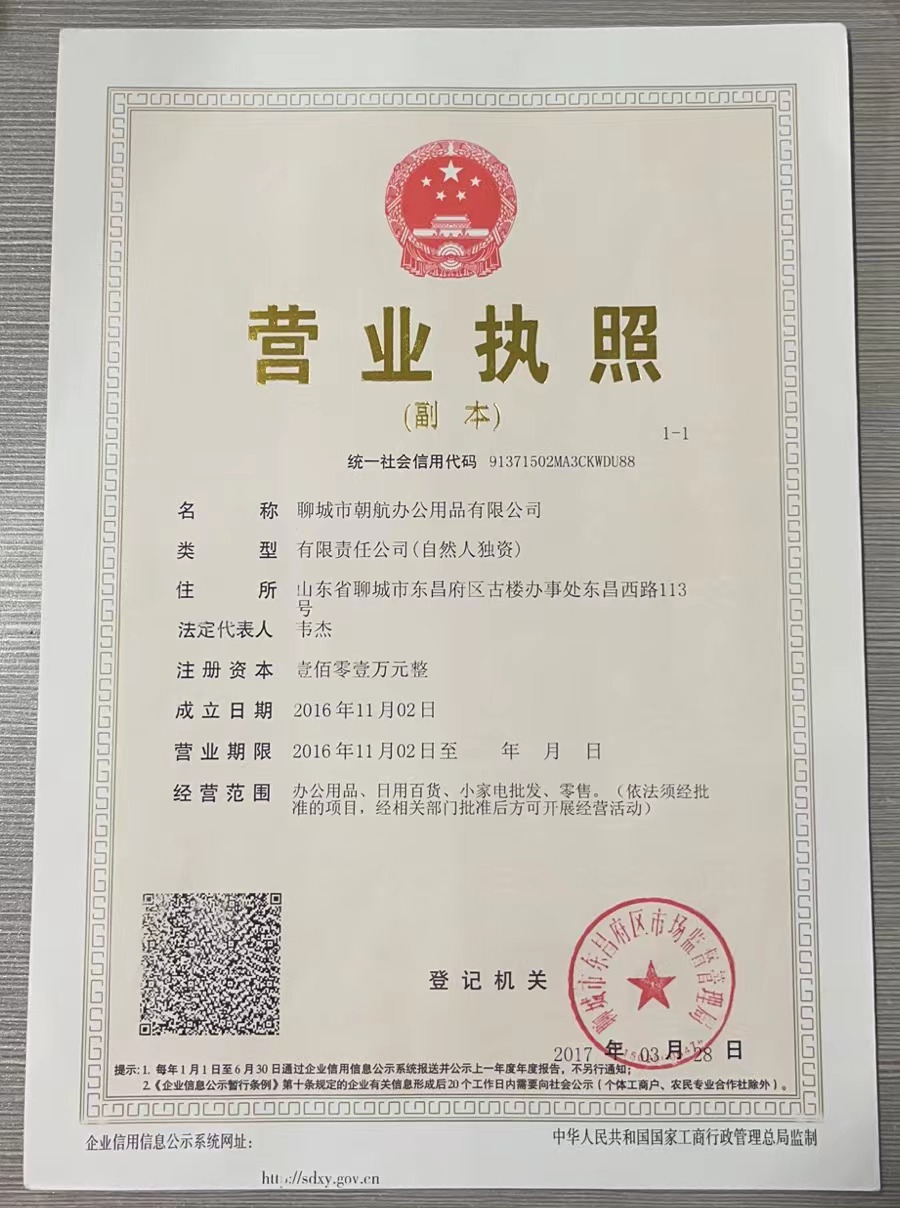 营业执照
(副 本)
1-1
统一社会信用代码 91371502MA3CKWDU88
名 称 聊城市朝航办公用品有限公司
类 型 有限责任公司(自然人独资)
住 所 山东省聊城市东昌府区古楼办事处东昌西路113
号
法定代表人 韦杰
注册资本 壹佰零壹万元整
成立日期 2016年11月02日
营业期限 2016年11月02日至 年 月 日
经营范围 办公用品、日用百货、小家电批发、零售。（依法须经批
准的项目，经相关部门批准后方可开展经营活动）
聊城市东昌府区市场监督管理局
登记机关
2017 年 03 月 28 日
提示:1. 每年1月1日至6月30日通过企业信用信息公示系统报送并公示上一年度年度报告，不另行通知;
2.《企业信息公示暂行条例》第十条规定的企业有关信息形成后20个工作日内需要向社会公示（个体工商户、农民专业合作社除外）。
企业信用信息公示系统网址:
中华人民共和国国家工商行政管理总局监制
http://sdxy.gov.cn